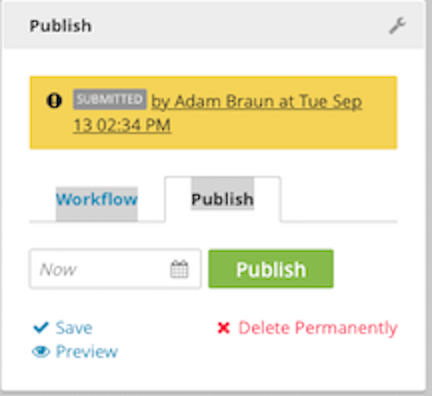 Publish
SUBMITTED by Adam Braun at Tue Sep
13 02:34 PM
Workflow Publish
Now Publish
Save Delete Permanently
Preview